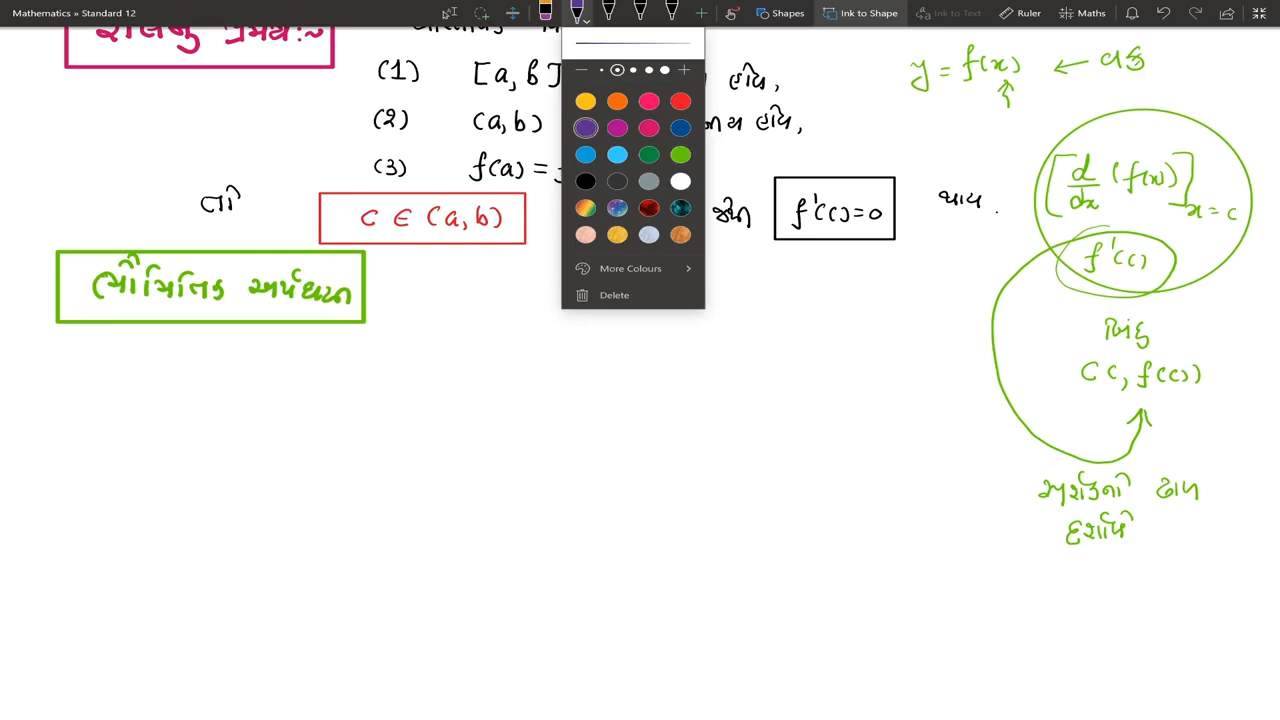 Mathematics » Standard 12
Shapes
Ink to Shape
Ink to Text
Ruler
Maths
(1) [a, b] હોય,
(2) (a, b) હોય,
(3) f(a) =
તો C ∈ (a, b) જેથી f'(c)=0 થાય.
ભૌમિતિક અર્થઘટન
More Colours
Delete
y = f(x) ← વક્ર
[d/dx (f(x)]x = c
f'(c)
બિંદુ
(c, f(c))
સ્પર્શકનો ઢાળ
દર્શાવે